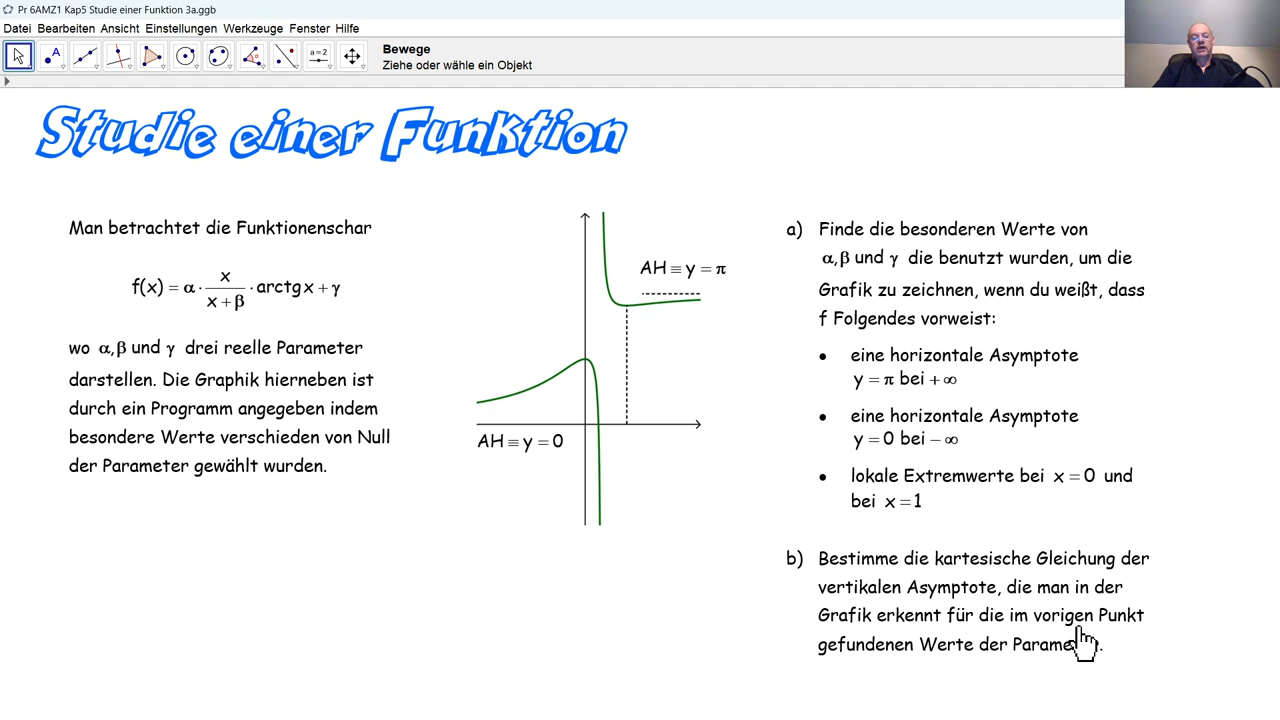 Pr 6AMZ1 Kap5 Studie einer Funktion 3a.ggb
Datei Bearbeiten Ansicht Einstellungen Werkzeuge Fenster Hilfe
A
a=2
Bewege
Ziehe oder wähle ein Objekt
Studie einer Funktion
Man betrachtet die Funktionenschar
f(x) = α · x / (x + β) · arctg x + γ
wo α, β und γ drei reelle Parameter
darstellen. Die Graphik hierneben ist
durch ein Programm angegeben indem
besondere Werte verschieden von Null
der Parameter gewählt wurden.
AH ≡ y = π
AH ≡ y = 0
a) Finde die besonderen Werte von
α, β und γ die benutzt wurden, um die
Grafik zu zeichnen, wenn du weißt, dass
f Folgendes vorweist:
• eine horizontale Asymptote
y = π bei +∞
• eine horizontale Asymptote
y = 0 bei −∞
• lokale Extremwerte bei x = 0 und
bei x = 1
b) Bestimme die kartesische Gleichung der
vertikalen Asymptote, die man in der
Grafik erkennt für die im vorigen Punkt
gefundenen Werte der